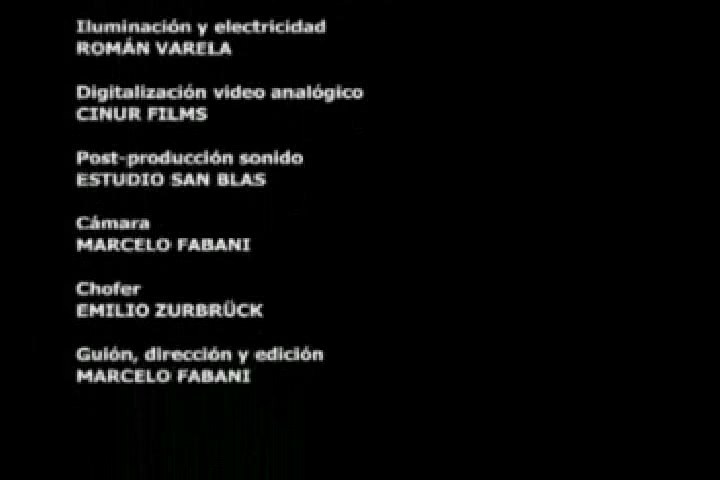 Iluminación y electricidad
ROMÁN VARELA
Digitalización video analógico
CINUR FILMS
Post-producción sonido
ESTUDIO SAN BLAS
Cámara
MARCELO FABANI
Chofer
EMILIO ZURBRÜCK
Guión, dirección y edición
MARCELO FABANI